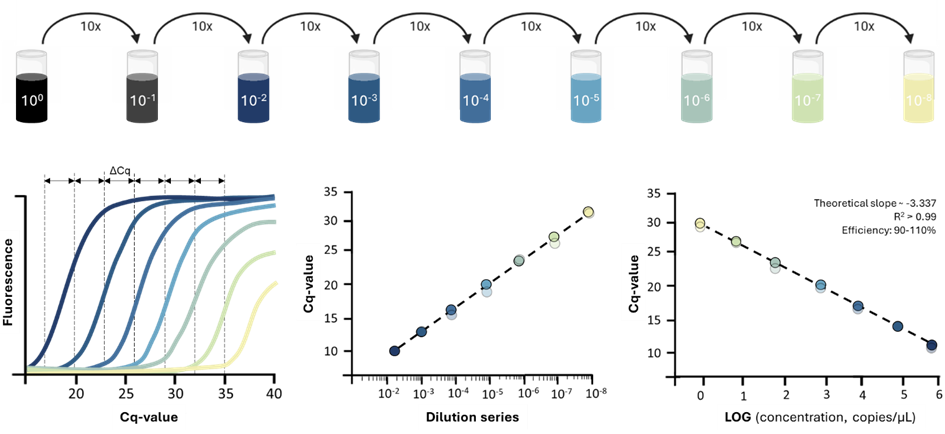 10x 10x 10x 10x 10x 10x 10x 10x
10⁰ 10⁻¹ 10⁻² 10⁻³ 10⁻⁴ 10⁻⁵ 10⁻⁶ 10⁻⁷ 10⁻⁸
ΔCq
Fluorescence
20 25 30 35 40
Cq-value
35
30
25
20
15
10
Cq-value
10⁻² 10⁻³ 10⁻⁴ 10⁻⁵ 10⁻⁶ 10⁻⁷ 10⁻⁸
Dilution series
35
30
25
20
15
10
Cq-value
Theoretical slope ~ -3.337
R² > 0.99
Efficiency: 90-110%
0 1 2 3 4 5 6
LOG (concentration, copies/µL)